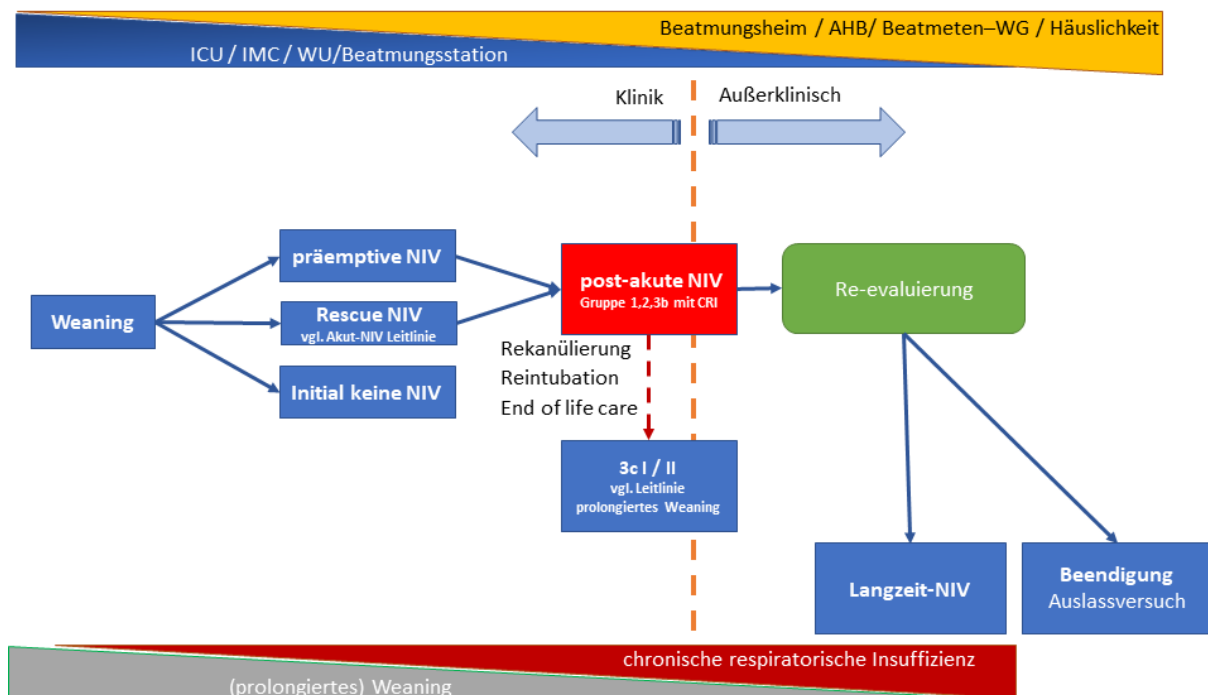 Beatmungsheim / AHB/ Beatmeten–WG / Häuslichkeit
ICU / IMC / WU/Beatmungsstation
Klinik
Außerklinisch
präemptive NIV
post-akute NIV
Gruppe 1,2,3b mit CRI
Re-evaluierung
Weaning
Rescue NIV
vgl. Akut-NIV Leitlinie
Initial keine NIV
Rekanülierung
Reintubation
End of life care
3c I / II
vgl. Leitlinie
prolongiertes Weaning
Langzeit-NIV
Beendigung
Auslassversuch
chronische respiratorische Insuffizienz
(prolongiertes) Weaning